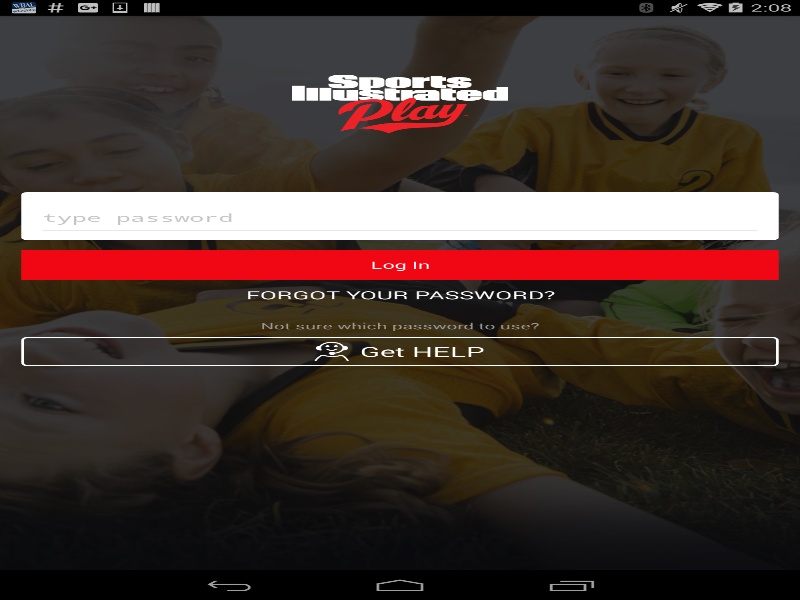 WBAL
# G+ 2:08
Sports
Illustrated
Play
type password
Log In
FORGOT YOUR PASSWORD?
Not sure which password to use?
Get HELP